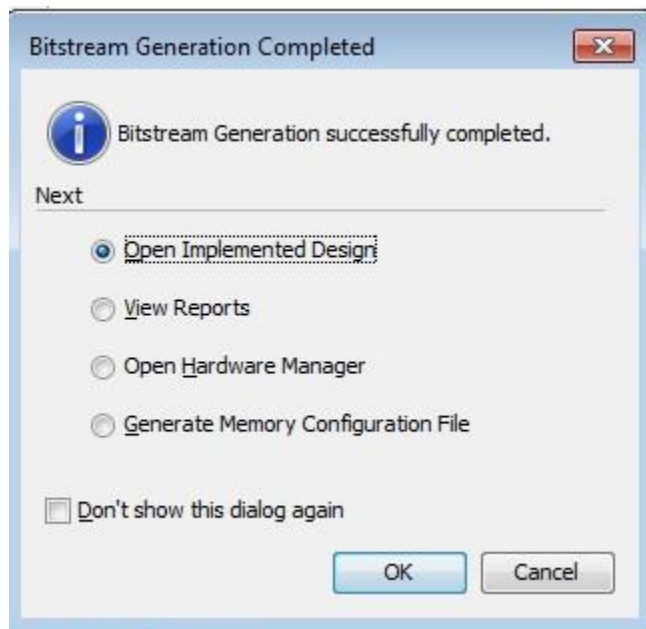 Bitstream Generation Completed
Bitstream Generation successfully completed.
Next
Open Implemented Design
View Reports
Open Hardware Manager
Generate Memory Configuration File
Don't show this dialog again
OK
Cancel